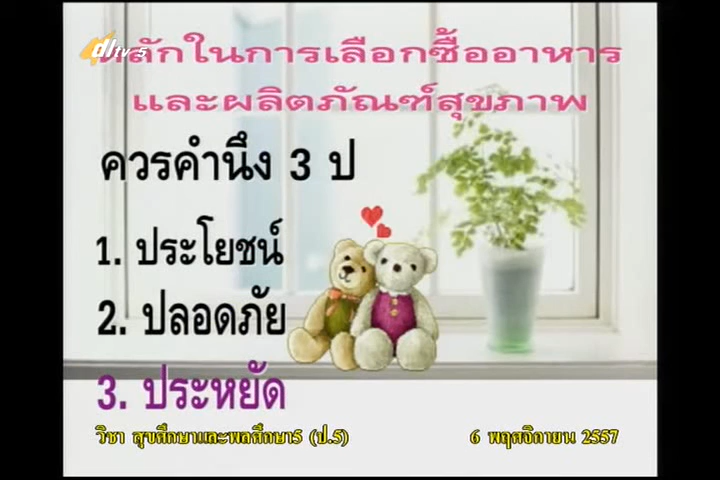 dltv 5
หลักในการเลือกซื้ออาหาร
และผลิตภัณฑ์สุขภาพ
ควรคำนึง 3 ป
1. ประโยชน์
2. ปลอดภัย
3. ประหยัด
วิชา สุขศึกษาและพลศึกษา5 (ป.5)
6 พฤศจิกายน 2557